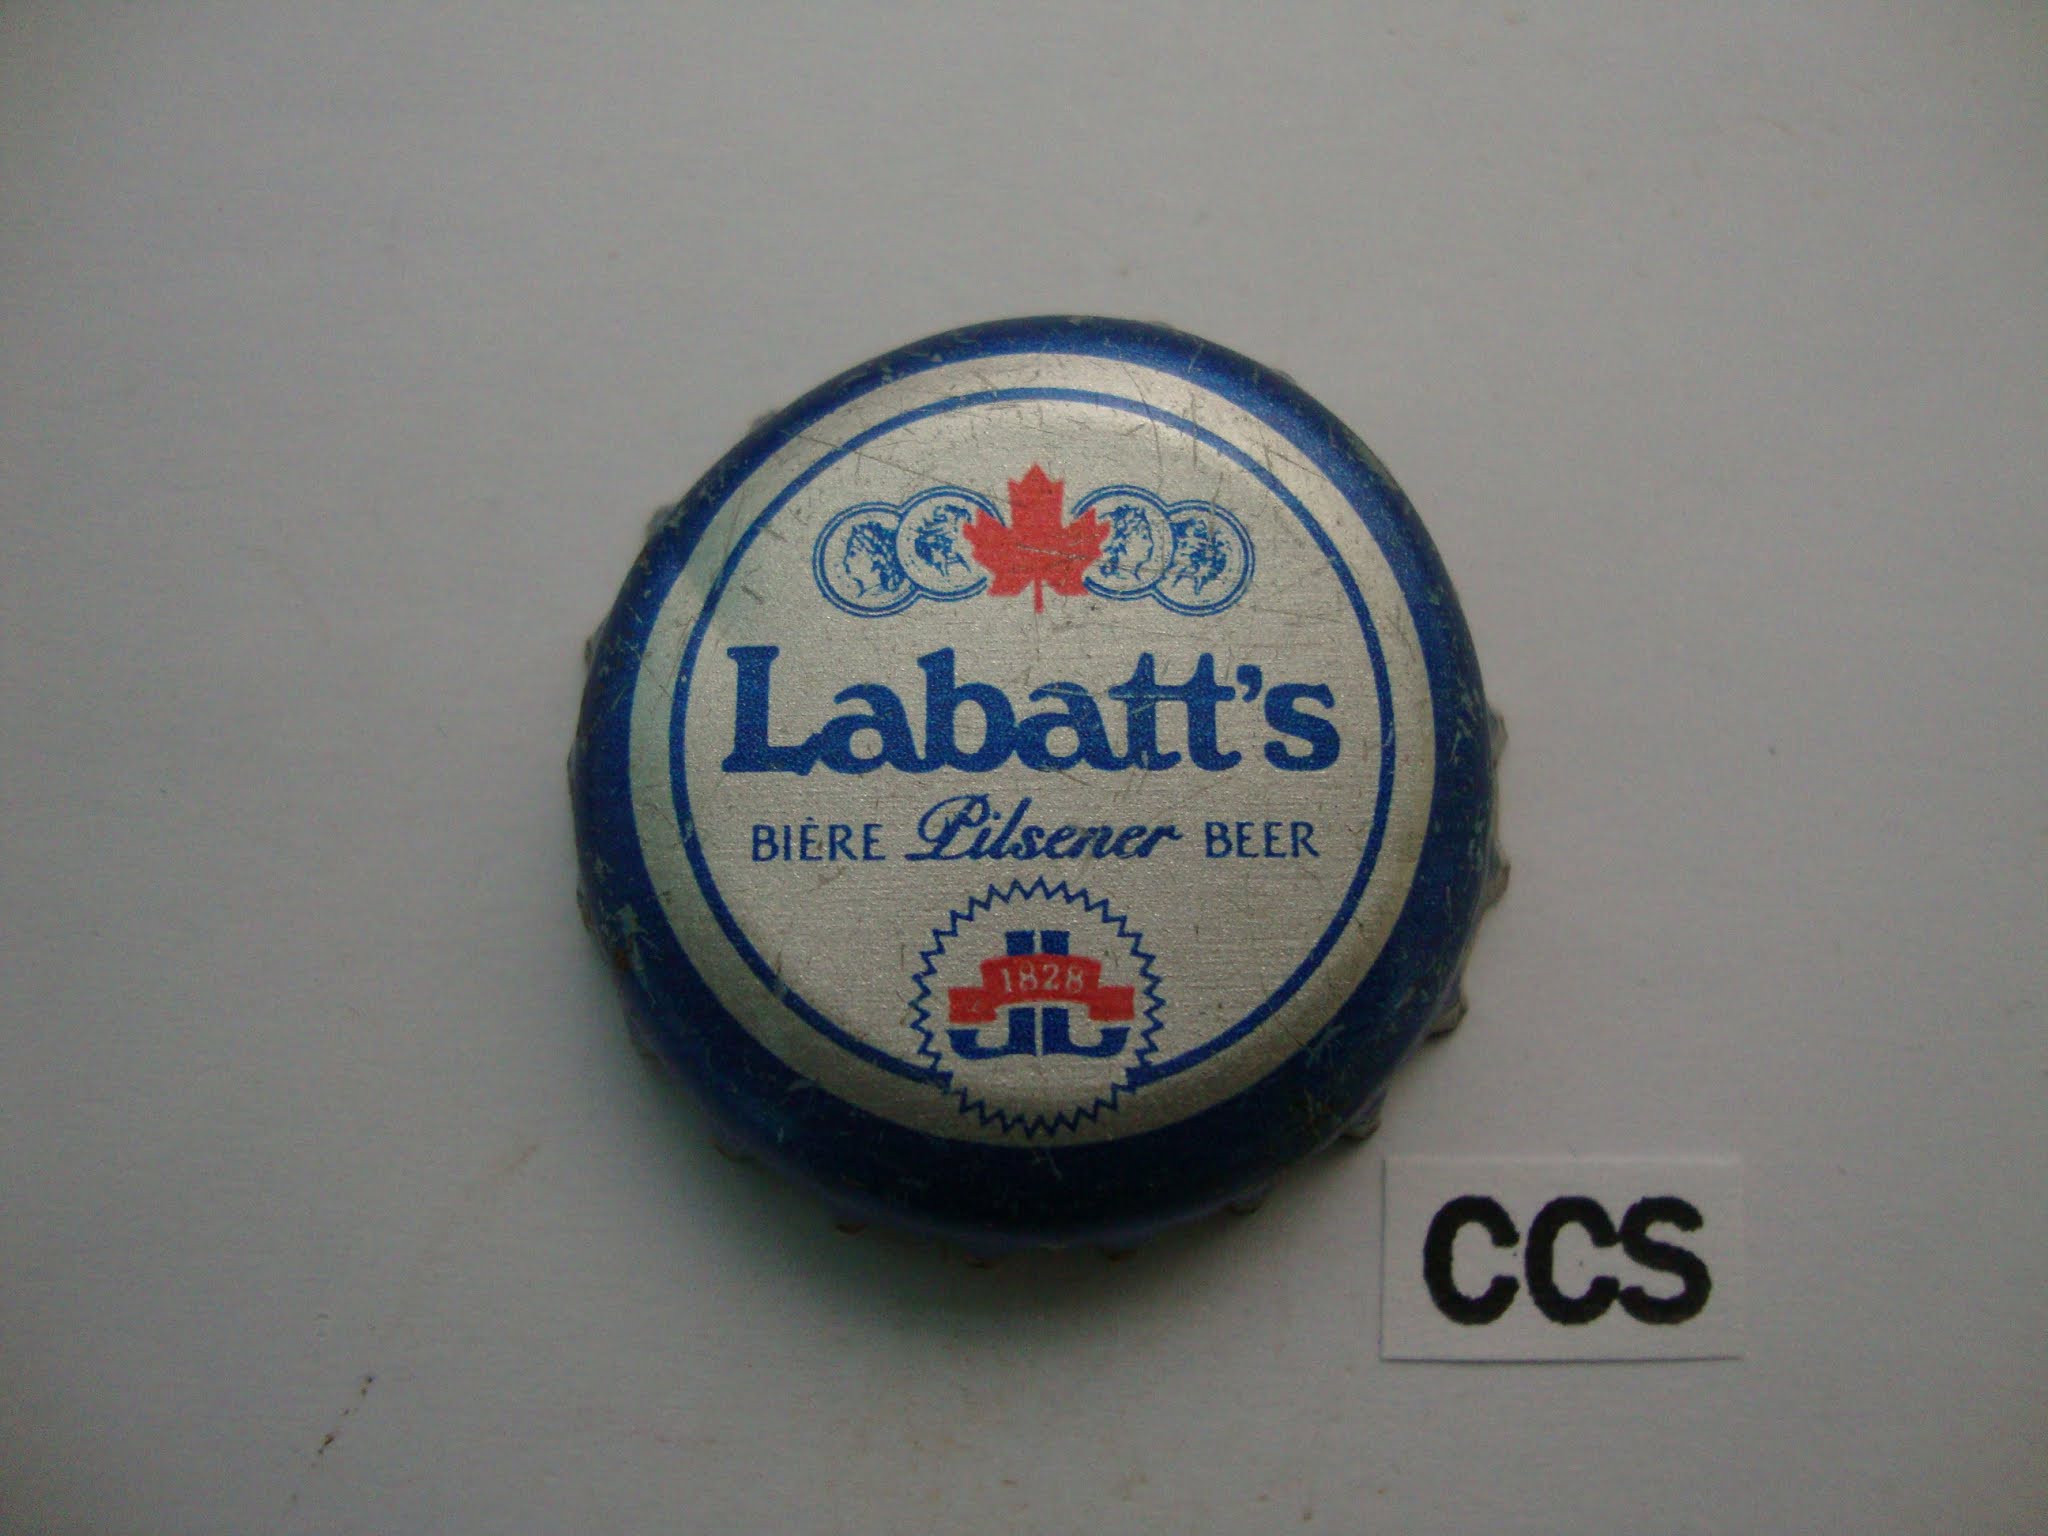 Labatt's
BIÈRE Pilsener BEER
1828
JL
CCS